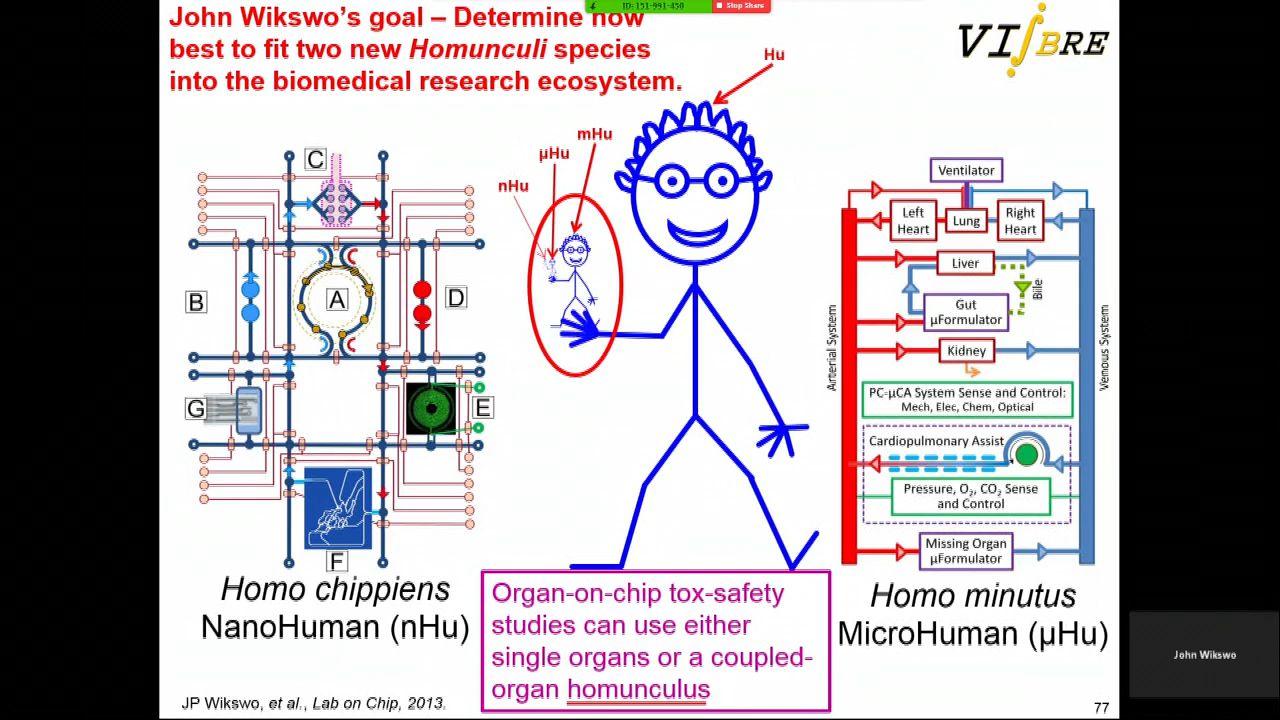 ID: 151-991-450
Stop Share
John Wikswo's goal – Determine how
best to fit two new Homunculi species
into the biomedical research ecosystem.
VIIBRE
Hu
mHu
µHu
nHu
C
B
A
D
G
E
F
Homo chippiens
NanoHuman (nHu)
Organ-on-chip tox-safety
studies can use either
single organs or a coupled-
organ homunculus
Ventilator
Left
Heart
Lung
Right
Heart
Liver
Bile
Gut
µFormulator
Kidney
Arterial System
Venous System
PC-µCA System Sense and Control:
Mech, Elec, Chem, Optical
Cardiopulmonary Assist
Pressure, O₂, CO₂ Sense
and Control
Missing Organ
µFormulator
Homo minutus
MicroHuman (µHu)
John Wikswo
JP Wikswo, et al., Lab on Chip, 2013.
77